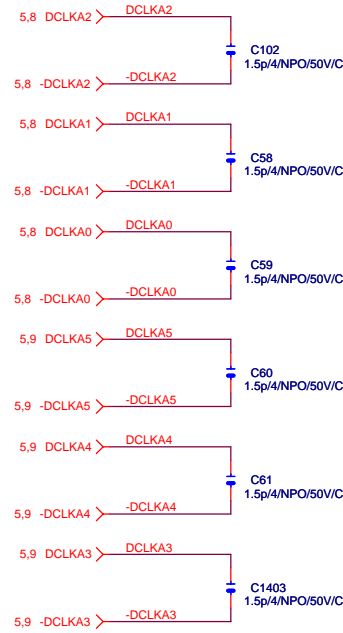 5,8 DCLKA2 DCLKA2
C102
1.5p/4/NPO/50V/C
5,8 -DCLKA2 -DCLKA2
5,8 DCLKA1 DCLKA1
C58
1.5p/4/NPO/50V/C
5,8 -DCLKA1 -DCLKA1
5,8 DCLKA0 DCLKA0
C59
1.5p/4/NPO/50V/C
5,8 -DCLKA0 -DCLKA0
5,9 DCLKA5 DCLKA5
C60
1.5p/4/NPO/50V/C
5,9 -DCLKA5 -DCLKA5
5,9 DCLKA4 DCLKA4
C61
1.5p/4/NPO/50V/C
5,9 -DCLKA4 -DCLKA4
5,9 DCLKA3 DCLKA3
C1403
1.5p/4/NPO/50V/C
5,9 -DCLKA3 -DCLKA3